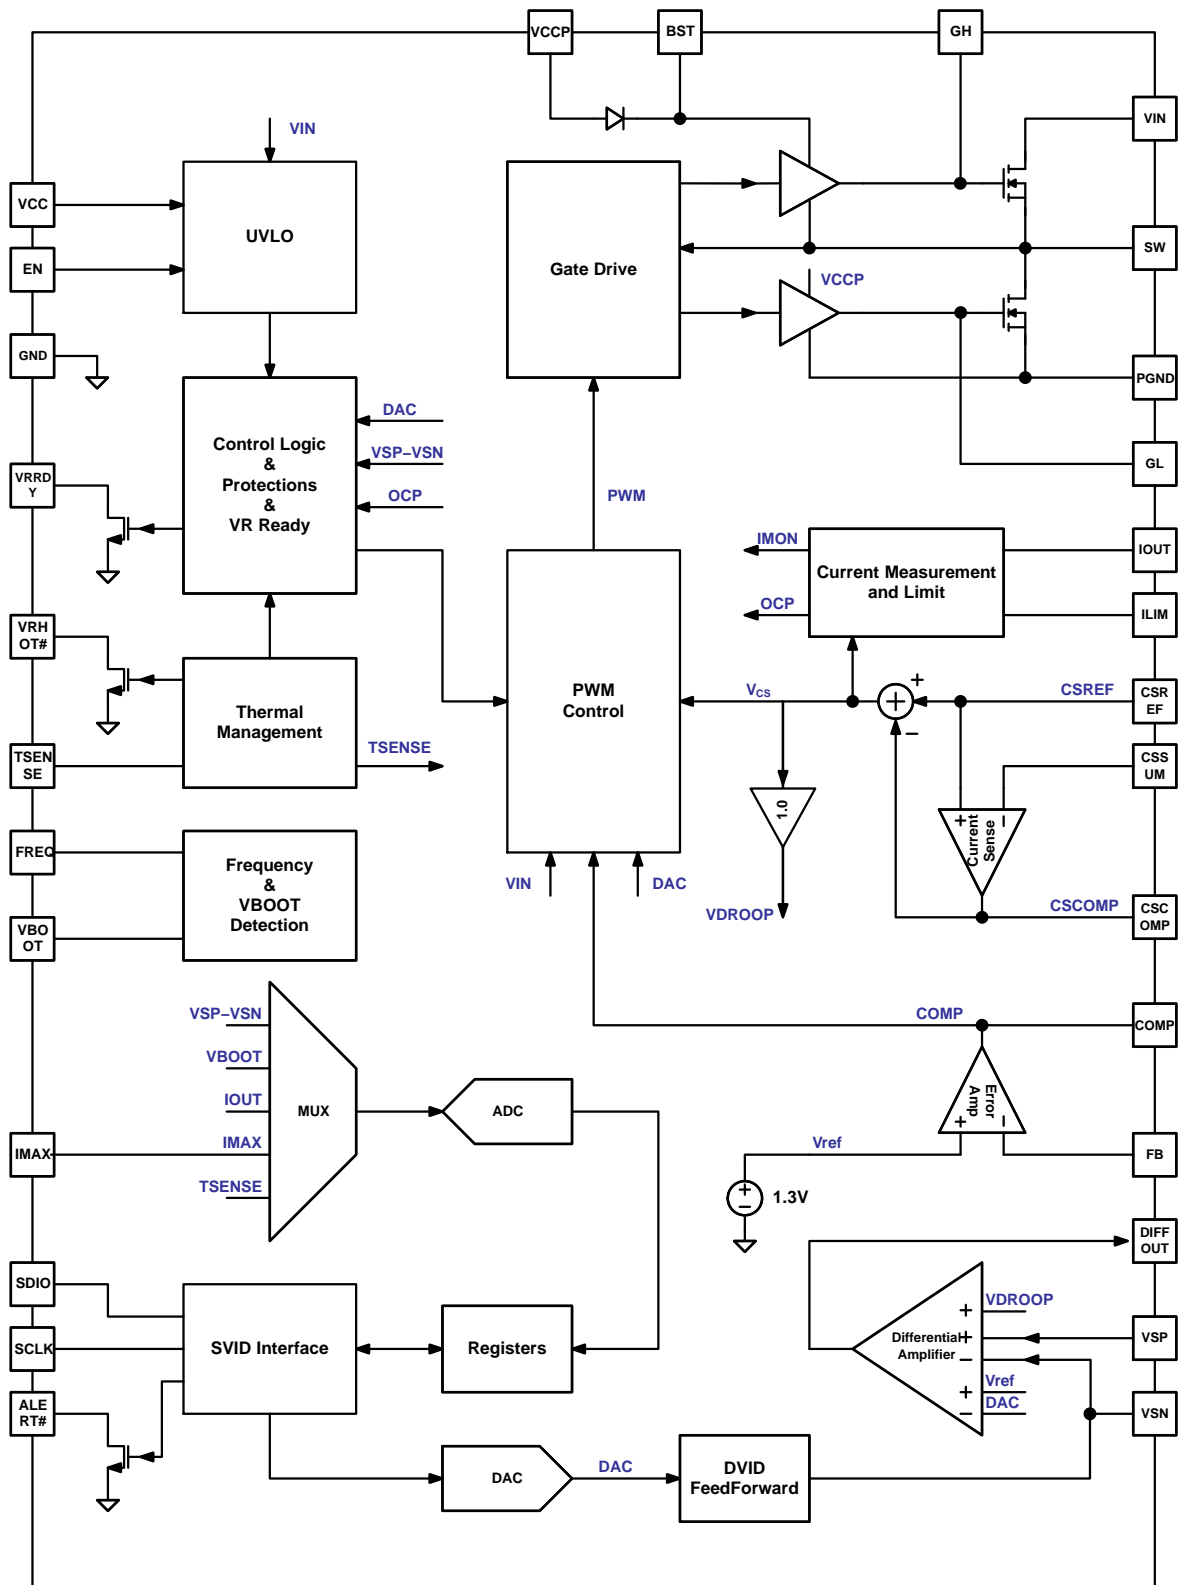 VCCP
BST
GH
VIN
VIN
VCC
UVLO
EN
SW
Gate Drive
VCCP
GND
PGND
DAC
Control Logic
&
Protections
&
VR Ready
VSP–VSN
OCP
GL
VRRD
Y
PWM
IMON
Current Measurement
and Limit
IOUT
OCP
ILIM
VRH
OT#
PWM
Control
VCS
+
–
CSREF
CSR
EF
Thermal
Management
TSENSE
TSEN
SE
CSS
UM
1.0
+
–
Current
Sense
FREQ
Frequency
&
VBOOT
Detection
VIN
DAC
VDROOP
CSCOMP
CSC
OMP
VBO
OT
VSP–VSN
VBOOT
IOUT
IMAX
TSENSE
MUX
ADC
COMP
COMP
Error
Amp
+
–
IMAX
Vref
FB
+
–
1.3V
DIFF
OUT
SDIO
SVID Interface
Registers
Differential
Amplifier
+
VDROOP
+
–
VSP
SCLK
+
Vref
–
DAC
VSN
ALE
RT#
DAC
DAC
DVID
FeedForward